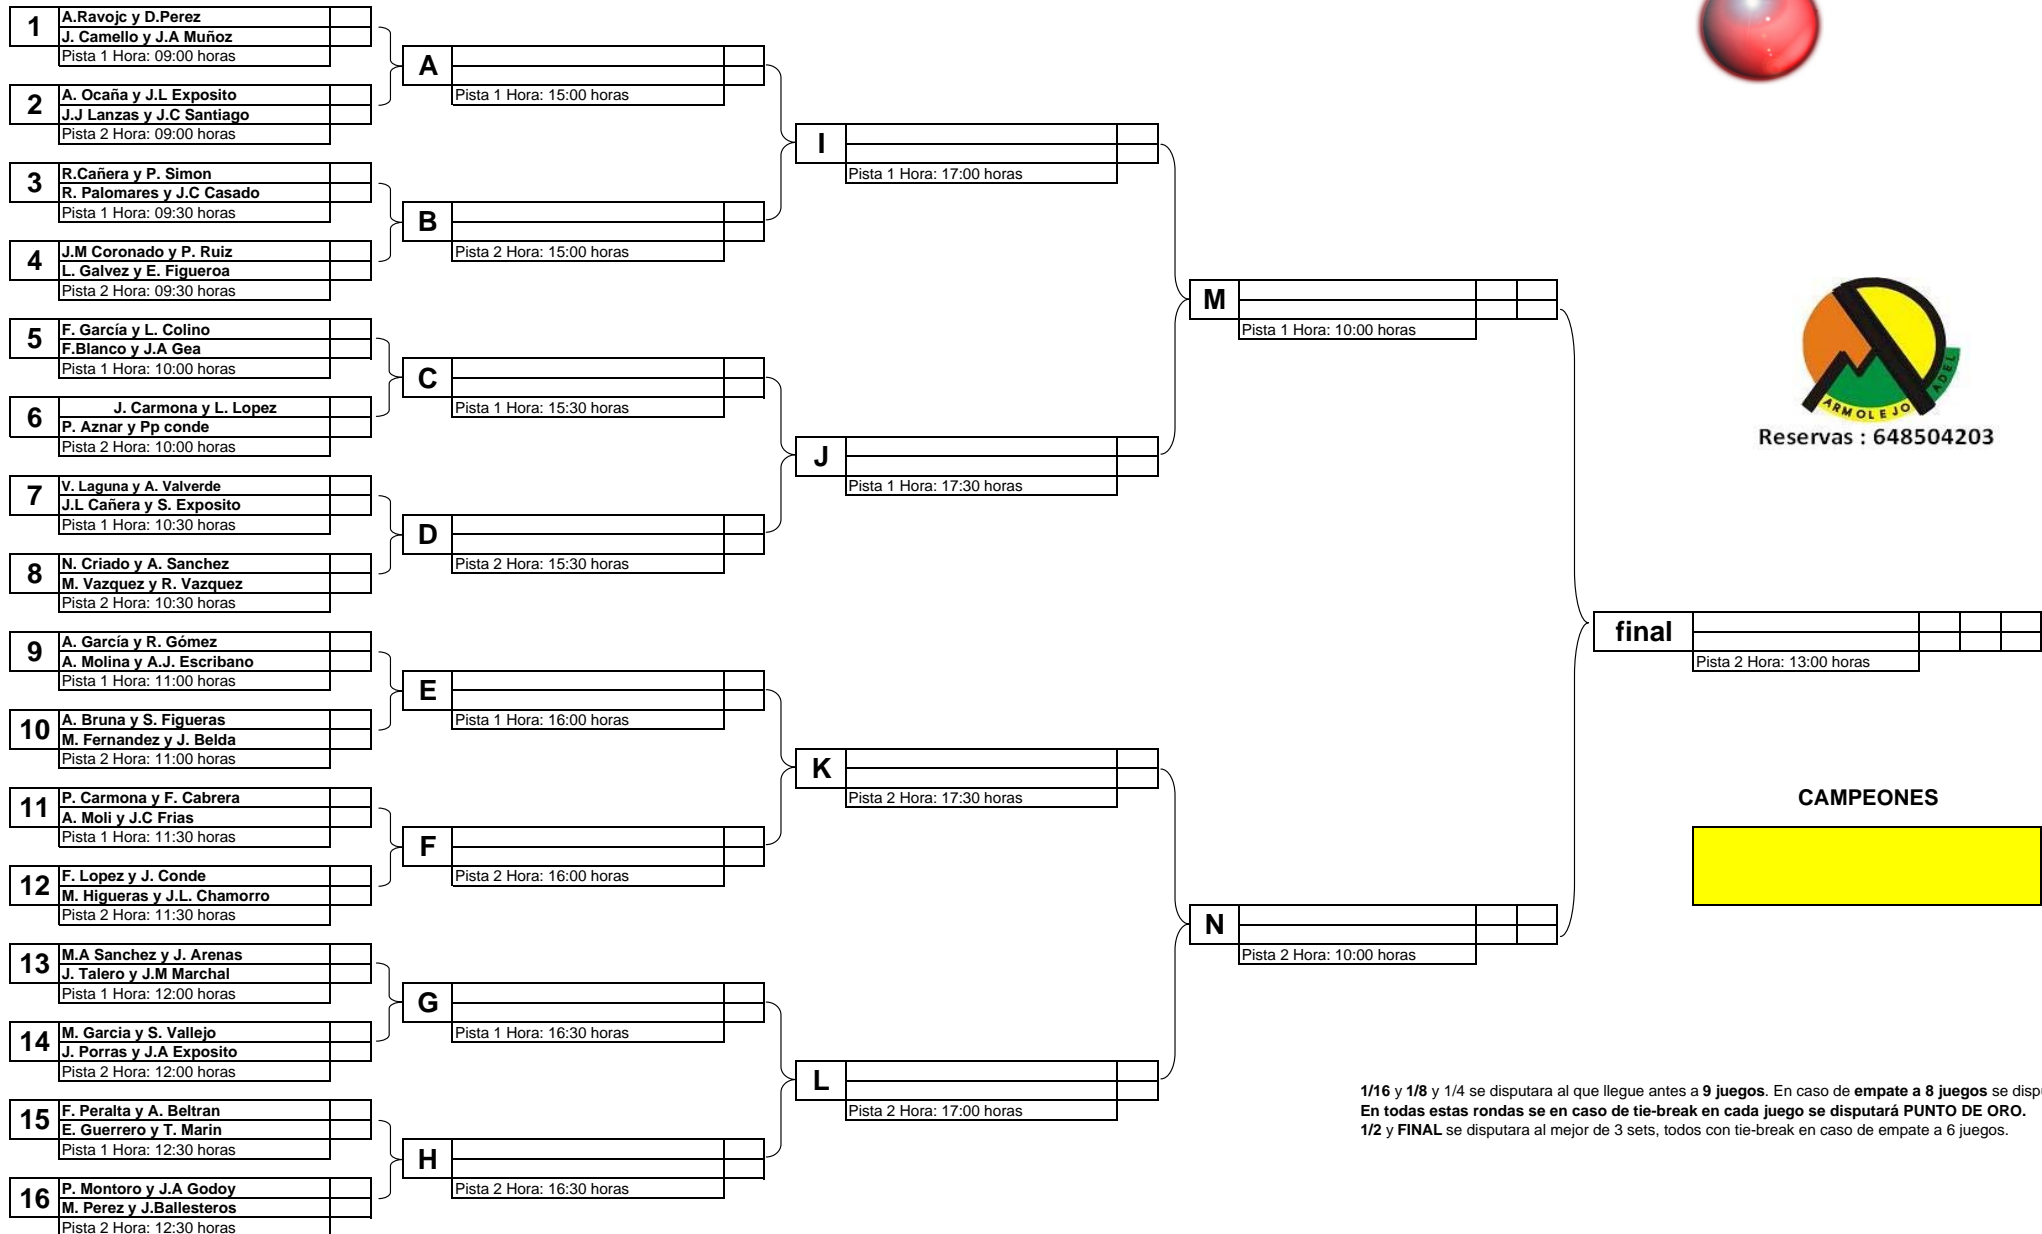 1
A.Ravojc y D.Perez
J. Camello y J.A Muñoz
Pista 1 Hora: 09:00 horas
2
A. Ocaña y J.L Exposito
J.J Lanzas y J.C Santiago
Pista 2 Hora: 09:00 horas
3
R.Cañera y P. Simon
R. Palomares y J.C Casado
Pista 1 Hora: 09:30 horas
4
J.M Coronado y P. Ruiz
L. Galvez y E. Figueroa
Pista 2 Hora: 09:30 horas
5
F. García y L. Colino
F.Blanco y J.A Gea
Pista 1 Hora: 10:00 horas
6
J. Carmona y L. Lopez
P. Aznar y Pp conde
Pista 2 Hora: 10:00 horas
7
V. Laguna y A. Valverde
J.L Cañera y S. Exposito
Pista 1 Hora: 10:30 horas
8
N. Criado y A. Sanchez
M. Vazquez y R. Vazquez
Pista 2 Hora: 10:30 horas
9
A. García y R. Gómez
A. Molina y A.J. Escribano
Pista 1 Hora: 11:00 horas
10
A. Bruna y S. Figueras
M. Fernandez y J. Belda
Pista 2 Hora: 11:00 horas
11
P. Carmona y F. Cabrera
A. Moli y J.C Frias
Pista 1 Hora: 11:30 horas
12
F. Lopez y J. Conde
M. Higueras y J.L. Chamorro
Pista 2 Hora: 11:30 horas
13
M.A Sanchez y J. Arenas
J. Talero y J.M Marchal
Pista 1 Hora: 12:00 horas
14
M. Garcia y S. Vallejo
J. Porras y J.A Exposito
Pista 2 Hora: 12:00 horas
15
F. Peralta y A. Beltran
E. Guerrero y T. Marin
Pista 1 Hora: 12:30 horas
16
P. Montoro y J.A Godoy
M. Perez y J.Ballesteros
Pista 2 Hora: 12:30 horas
A
Pista 1 Hora: 15:00 horas
B
Pista 2 Hora: 15:00 horas
C
Pista 1 Hora: 15:30 horas
D
Pista 2 Hora: 15:30 horas
E
Pista 1 Hora: 16:00 horas
F
Pista 2 Hora: 16:00 horas
G
Pista 1 Hora: 16:30 horas
H
Pista 2 Hora: 16:30 horas
I
Pista 1 Hora: 17:00 horas
J
Pista 1 Hora: 17:30 horas
K
Pista 2 Hora: 17:30 horas
L
Pista 2 Hora: 17:00 horas
M
Pista 1 Hora: 10:00 horas
N
Pista 2 Hora: 10:00 horas
final
Pista 2 Hora: 13:00 horas
ARMOLEJO
ADEL
Reservas : 648504203
CAMPEONES
1/16 y 1/8 y 1/4 se disputara al que llegue antes a 9 juegos. En caso de empate a 8 juegos se disp
En todas estas rondas se en caso de tie-break en cada juego se disputará PUNTO DE ORO.
1/2 y FINAL se disputara al mejor de 3 sets, todos con tie-break en caso de empate a 6 juegos.